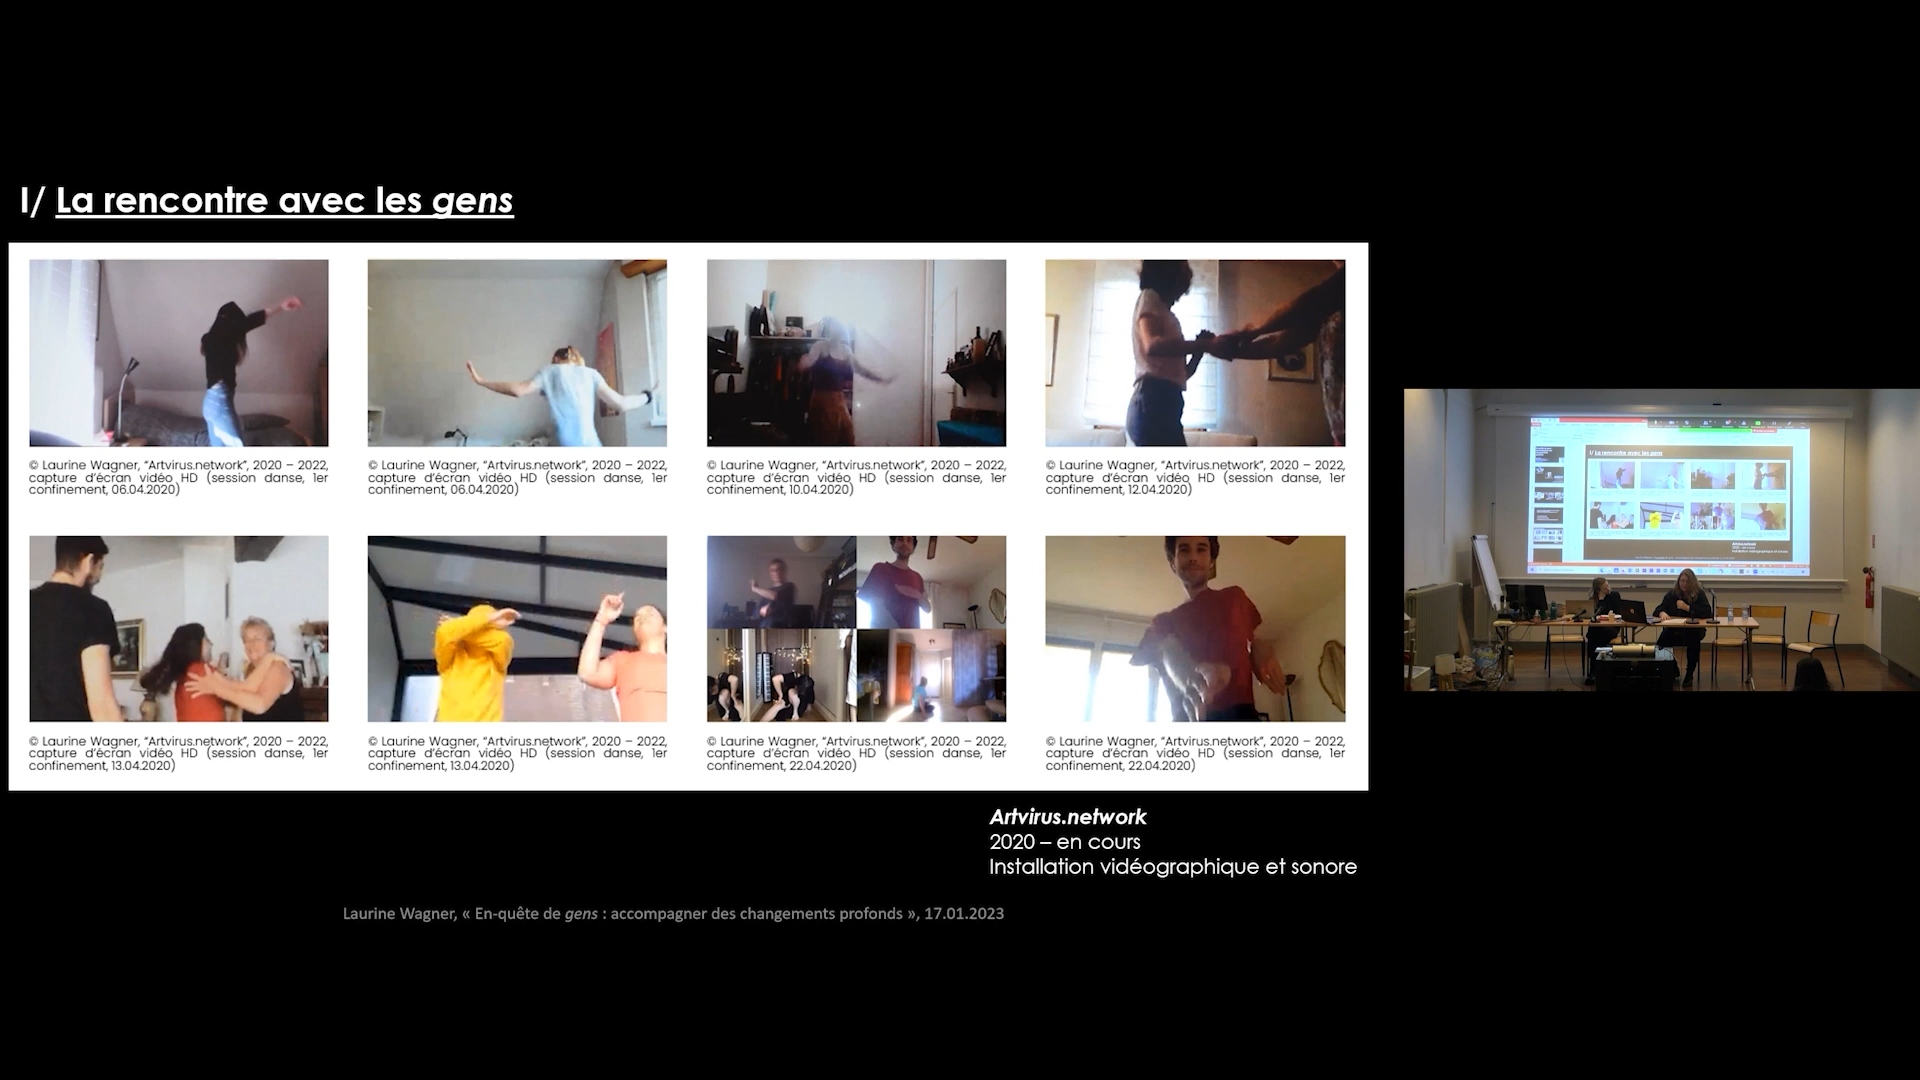 I/ La rencontre avec les gens
© Laurine Wagner, “Artvirus.network”, 2020 – 2022,
capture d’écran vidéo HD (session danse, 1er
confinement, 06.04.2020)
© Laurine Wagner, “Artvirus.network”, 2020 – 2022,
capture d’écran vidéo HD (session danse, 1er
confinement, 06.04.2020)
© Laurine Wagner, “Artvirus.network”, 2020 – 2022,
capture d’écran vidéo HD (session danse, 1er
confinement, 10.04.2020)
© Laurine Wagner, “Artvirus.network”, 2020 – 2022,
capture d’écran vidéo HD (session danse, 1er
confinement, 12.04.2020)
© Laurine Wagner, “Artvirus.network”, 2020 – 2022,
capture d’écran vidéo HD (session danse, 1er
confinement, 13.04.2020)
© Laurine Wagner, “Artvirus.network”, 2020 – 2022,
capture d’écran vidéo HD (session danse, 1er
confinement, 13.04.2020)
© Laurine Wagner, “Artvirus.network”, 2020 – 2022,
capture d’écran vidéo HD (session danse, 1er
confinement, 22.04.2020)
© Laurine Wagner, “Artvirus.network”, 2020 – 2022,
capture d’écran vidéo HD (session danse, 1er
confinement, 22.04.2020)
Artvirus.network
2020 – en cours
Installation vidéographique et sonore
Laurine Wagner, « En-quête de gens : accompagner des changements profonds », 17.01.2023
I/ La rencontre avec les gens